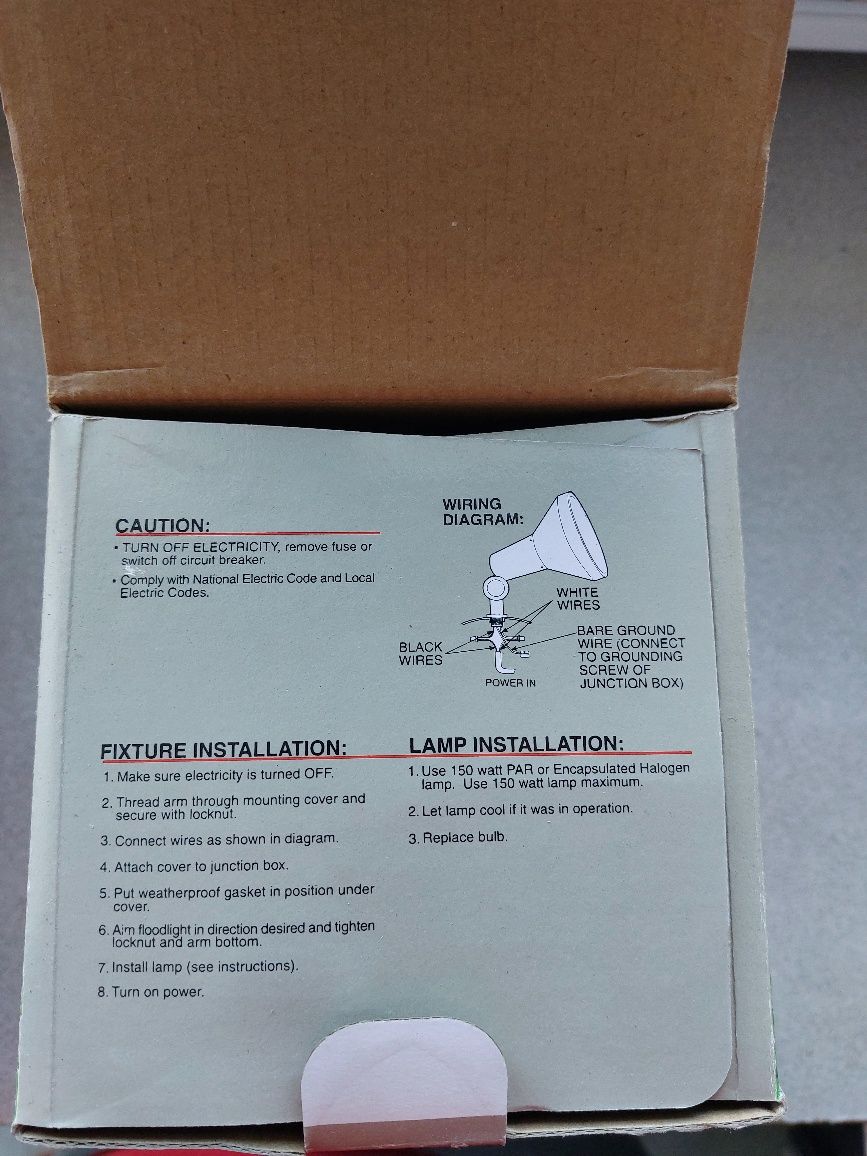 CAUTION:
• TURN OFF ELECTRICITY, remove fuse or
switch off circuit breaker.
• Comply with National Electric Code and Local
Electric Codes.
WIRING
DIAGRAM:
WHITE
WIRES
BLACK
WIRES
BARE GROUND
WIRE (CONNECT
TO GROUNDING
SCREW OF
JUNCTION BOX)
POWER IN
FIXTURE INSTALLATION:
1. Make sure electricity is turned OFF.
2. Thread arm through mounting cover and
secure with locknut.
3. Connect wires as shown in diagram.
4. Attach cover to junction box.
5. Put weatherproof gasket in position under
cover.
6. Aim floodlight in direction desired and tighten
locknut and arm bottom.
7. Install lamp (see instructions).
8. Turn on power.
LAMP INSTALLATION:
1. Use 150 watt PAR or Encapsulated Halogen
lamp. Use 150 watt lamp maximum.
2. Let lamp cool if it was in operation.
3. Replace bulb.